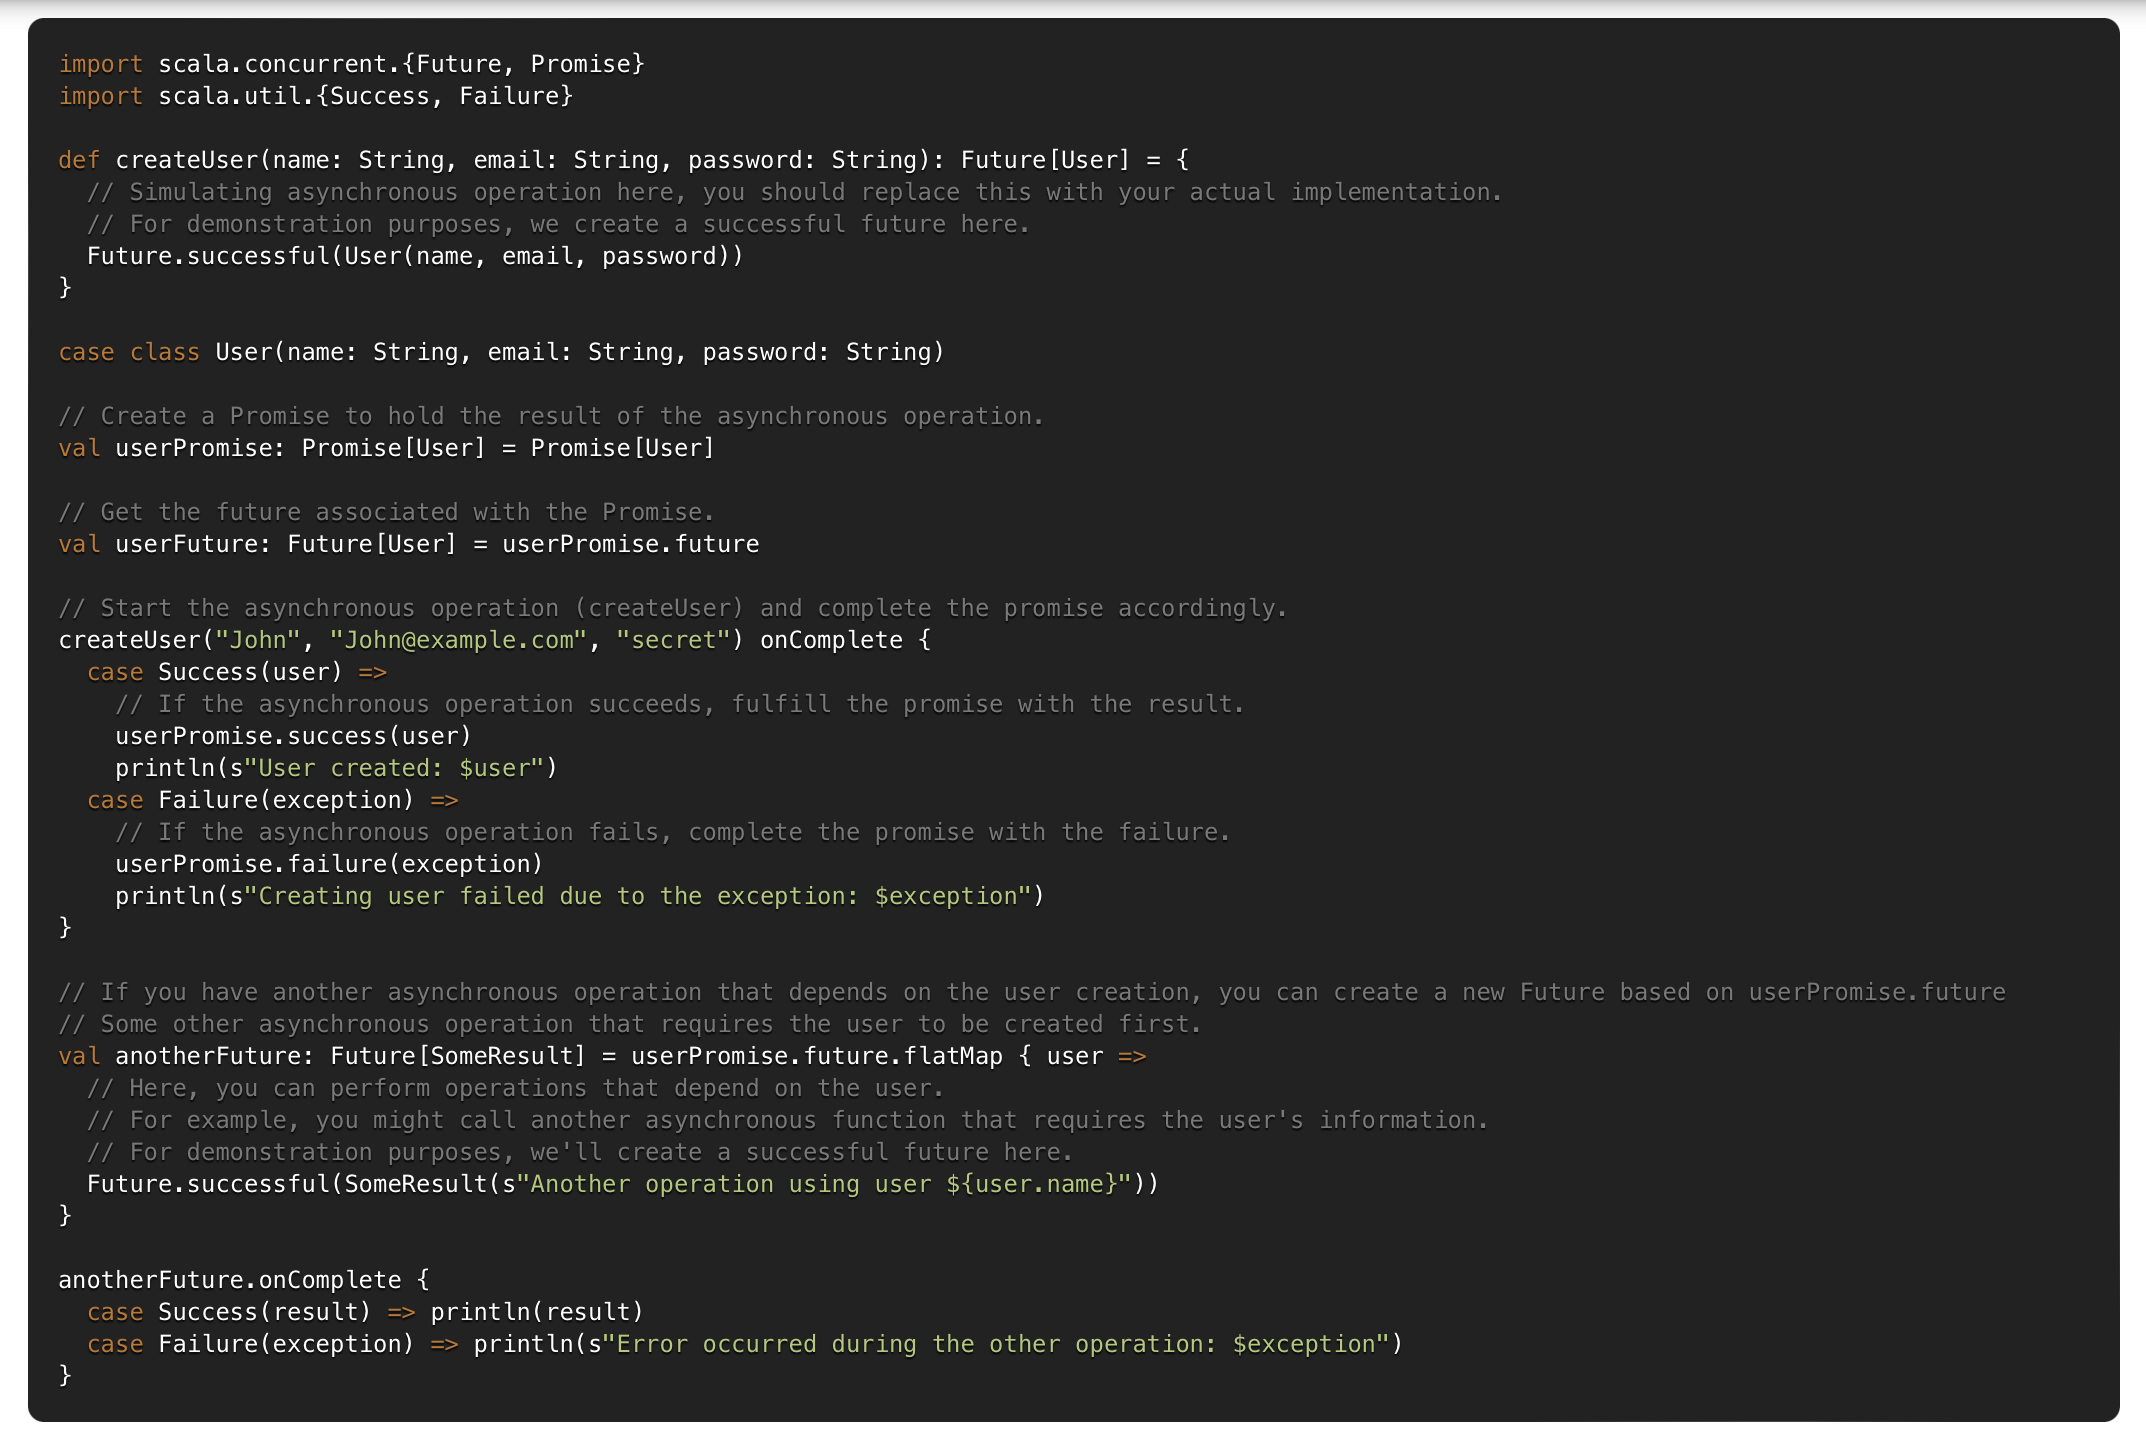 import scala.concurrent.{Future, Promise}
import scala.util.{Success, Failure}

def createUser(name: String, email: String, password: String): Future[User] = {
  // Simulating asynchronous operation here, you should replace this with your actual implementation.
  // For demonstration purposes, we create a successful future here.
  Future.successful(User(name, email, password))
}

case class User(name: String, email: String, password: String)

// Create a Promise to hold the result of the asynchronous operation.
val userPromise: Promise[User] = Promise[User]

// Get the future associated with the Promise.
val userFuture: Future[User] = userPromise.future

// Start the asynchronous operation (createUser) and complete the promise accordingly.
createUser("John", "John@example.com", "secret") onComplete {
  case Success(user) =>
    // If the asynchronous operation succeeds, fulfill the promise with the result.
    userPromise.success(user)
    println(s"User created: $user")
  case Failure(exception) =>
    // If the asynchronous operation fails, complete the promise with the failure.
    userPromise.failure(exception)
    println(s"Creating user failed due to the exception: $exception")
}

// If you have another asynchronous operation that depends on the user creation, you can create a new Future based on userPromise.future
// Some other asynchronous operation that requires the user to be created first.
val anotherFuture: Future[SomeResult] = userPromise.future.flatMap { user =>
  // Here, you can perform operations that depend on the user.
  // For example, you might call another asynchronous function that requires the user's information.
  // For demonstration purposes, we'll create a successful future here.
  Future.successful(SomeResult(s"Another operation using user ${user.name}"))
}

anotherFuture.onComplete {
  case Success(result) => println(result)
  case Failure(exception) => println(s"Error occurred during the other operation: $exception")
}